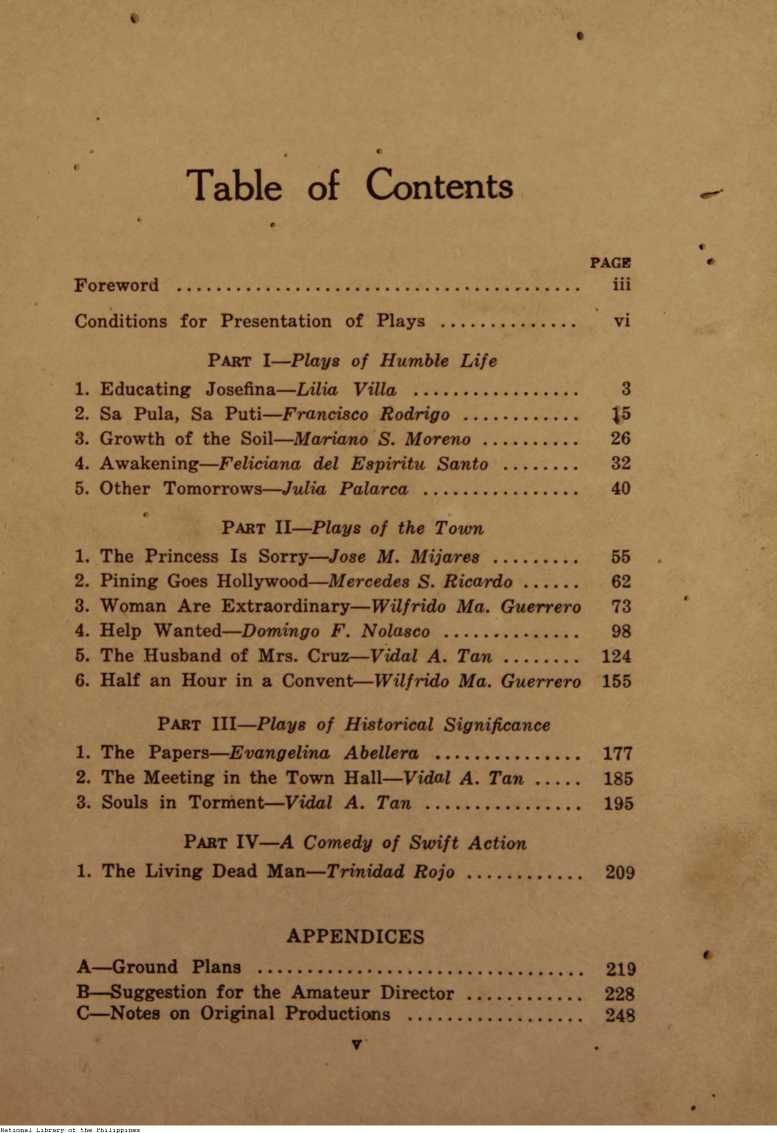 Table of Contents
PAGE
Foreword ........................................ iii
Conditions for Presentation of Plays .............. vi
PART I—Plays of Humble Life
1. Educating Josefina—Lilia Villa ................. 3
2. Sa Pula, Sa Puti—Francisco Rodrigo ............ 15
3. Growth of the Soil—Mariano S. Moreno .......... 26
4. Awakening—Feliciana del Espiritu Santo ........ 32
5. Other Tomorrows—Julia Palarca ................ 40
PART II—Plays of the Town
1. The Princess Is Sorry—Jose M. Mijares ......... 55
2. Pining Goes Hollywood—Mercedes S. Ricardo ...... 62
3. Woman Are Extraordinary—Wilfrido Ma. Guerrero 73
4. Help Wanted—Domingo F. Nolasco .............. 98
5. The Husband of Mrs. Cruz—Vidal A. Tan ........ 124
6. Half an Hour in a Convent—Wilfrido Ma. Guerrero 155
PART III—Plays of Historical Significance
1. The Papers—Evangelina Abellera ............... 177
2. The Meeting in the Town Hall—Vidal A. Tan ..... 185
3. Souls in Torment—Vidal A. Tan ................ 195
PART IV—A Comedy of Swift Action
1. The Living Dead Man—Trinidad Rojo ............ 209
APPENDICES
A—Ground Plans ................................. 219
B—Suggestion for the Amateur Director ............ 228
C—Notes on Original Productions .................. 248
v
National Library of the Philippines